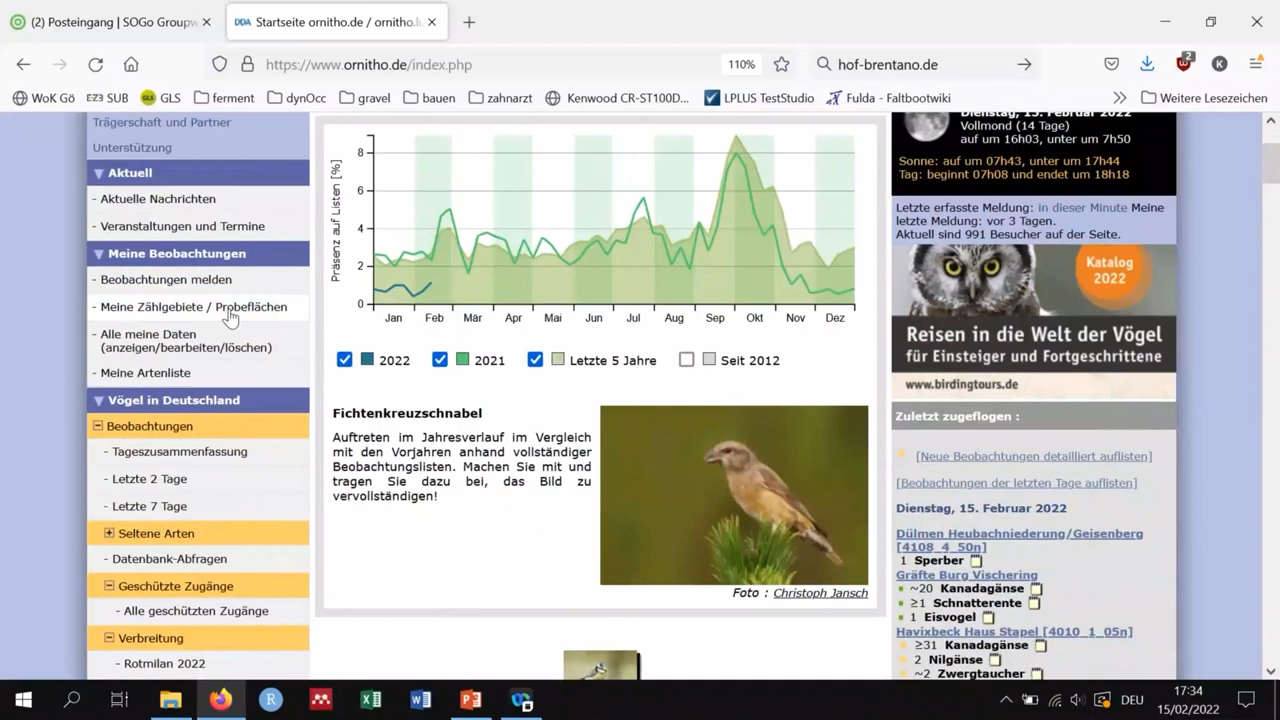 (2) Posteingang | SOGo Groupw
DDA Startseite ornitho.de / ornitho.lu
https://www.ornitho.de/index.php
110%
hof-brentano.de
2
K
WoK Gö
EZB SUB
GLS
ferment
dynOcc
gravel
bauen
zahnarzt
Kenwood CR-ST100D...
LPLUS TestStudio
Fulda - Faltbootwiki
Weitere Lesezeichen
Trägerschaft und Partner
Unterstützung
Aktuell
- Aktuelle Nachrichten
- Veranstaltungen und Termine
Meine Beobachtungen
- Beobachtungen melden
- Meine Zählgebiete / Probeflächen
- Alle meine Daten
(anzeigen/bearbeiten/löschen)
- Meine Artenliste
Vögel in Deutschland
Beobachtungen
- Tageszusammenfassung
- Letzte 2 Tage
- Letzte 7 Tage
Seltene Arten
- Datenbank-Abfragen
Geschützte Zugänge
- Alle geschützten Zugänge
Verbreitung
- Rotmilan 2022
Präsenz auf Listen [%]
8
6
4
2
0
Jan Feb Mär Apr Mai Jun Jul Aug Sep Okt Nov Dez
2022 2021 Letzte 5 Jahre Seit 2012
Fichtenkreuzschnabel
Auftreten im Jahresverlauf im Vergleich
mit den Vorjahren anhand vollständiger
Beobachtungslisten. Machen Sie mit und
tragen Sie dazu bei, das Bild zu
vervollständigen!
Foto : Christoph Jansch
Dienstag, 15. Februar 2022
Vollmond (14 Tage)
auf um 16h03, unter um 7h50
Sonne: auf um 07h43, unter um 17h44
Tag: beginnt 07h08 und endet um 18h18
Letzte erfasste Meldung: in dieser Minute Meine
letzte Meldung: vor 3 Tagen.
Aktuell sind 991 Besucher auf der Seite.
Katalog
2022
Reisen in die Welt der Vögel
für Einsteiger und Fortgeschrittene
www.birdingtours.de
Zuletzt zugeflogen :
[Neue Beobachtungen detailliert auflisten]
[Beobachtungen der letzten Tage auflisten]
Dienstag, 15. Februar 2022
Dülmen Heubachniederung/Geisenberg
[4108_4_50n]
1 Sperber
Gräfte Burg Vischering
~20 Kanadagänse
≥1 Schnatterente
1 Eisvogel
Havixbeck Haus Stapel [4010_1_05n]
≥31 Kanadagänse
2 Nilgänse
~2 Zwergtaucher
R
X
W
P
DEU
17:34
15/02/2022